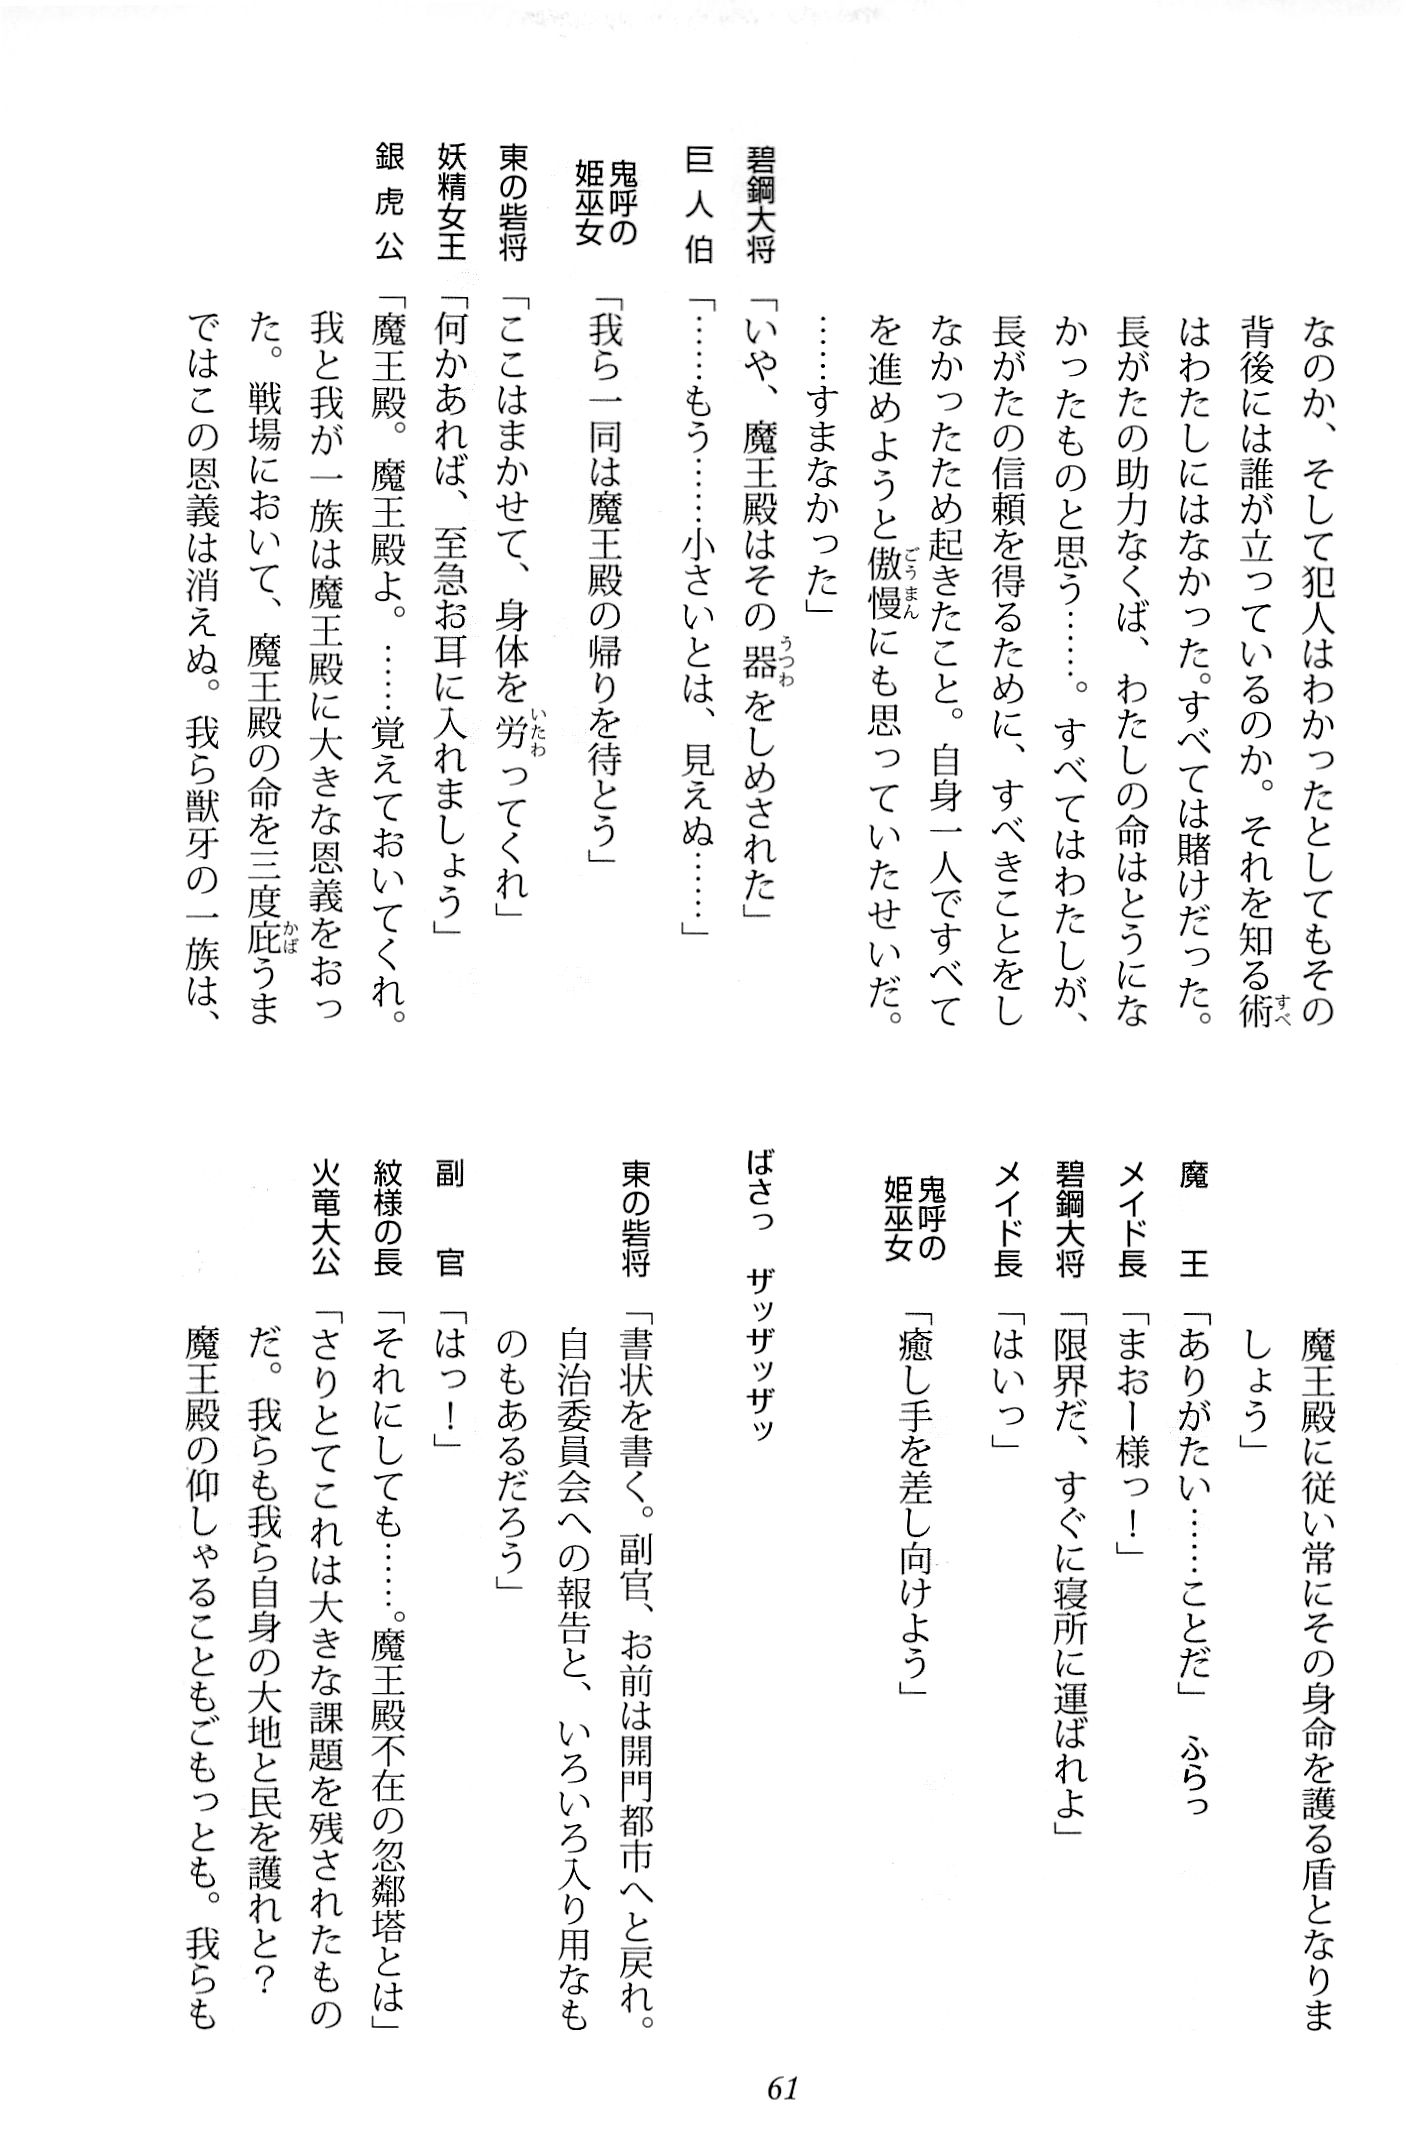 なのか、そして犯人はわかったとしてもその
背後には誰が立っているのか。それを知る術
はわたしにはなかった。すべては賭けだった。
長がたの助力なくば、わたしの命はとうにな
かったものと思う……。すべてはわたしが、
長がたの信頼を得るために、すべきことをし
なかったため起きたこと。自身一人ですべて
を進めようと傲慢にも思っていたせいだ。
……すまなかった」
碧鋼大将「いや、魔王殿はその器をしめされた」
巨人伯「……もう……小さいとは、見えぬ……」
鬼呼の姫巫女「我ら一同は魔王殿の帰りを待とう」
東の砦将「ここはまかせて、身体を労ってくれ」
妖精女王「何かあれば、至急お耳に入れましょう」
銀虎公「魔王殿。魔王殿よ。……覚えておいてくれ。
我と我が一族は魔王殿に大きな恩義をおっ
た。戦場において、魔王殿の命を三度庇うま
ではこの恩義は消えぬ。我ら獣牙の一族は、
魔王殿に従い常にその身命を護る盾となりま
しょう」
魔王「ありがたい……ことだ」ふらっ
メイド長「まおー様っ！」
碧鋼大将「限界だ、すぐに寝所に運ばれよ」
メイド長「はいっ」
鬼呼の姫巫女「癒し手を差し向けよう」
ばさっ　ザッザッザッ
東の砦将「書状を書く。副官、お前は開門都市へと戻れ。
自治委員会への報告と、いろいろ入り用なも
のもあるだろう」
副官「はっ！」
紋様の長「それにしても……。魔王殿不在の忽鄰塔とは」
火竜大公「さりとてこれは大きな課題を残されたもの
だ。我らも我ら自身の大地と民を護れと？
魔王殿の仰しゃることもごもっとも。我らも
61